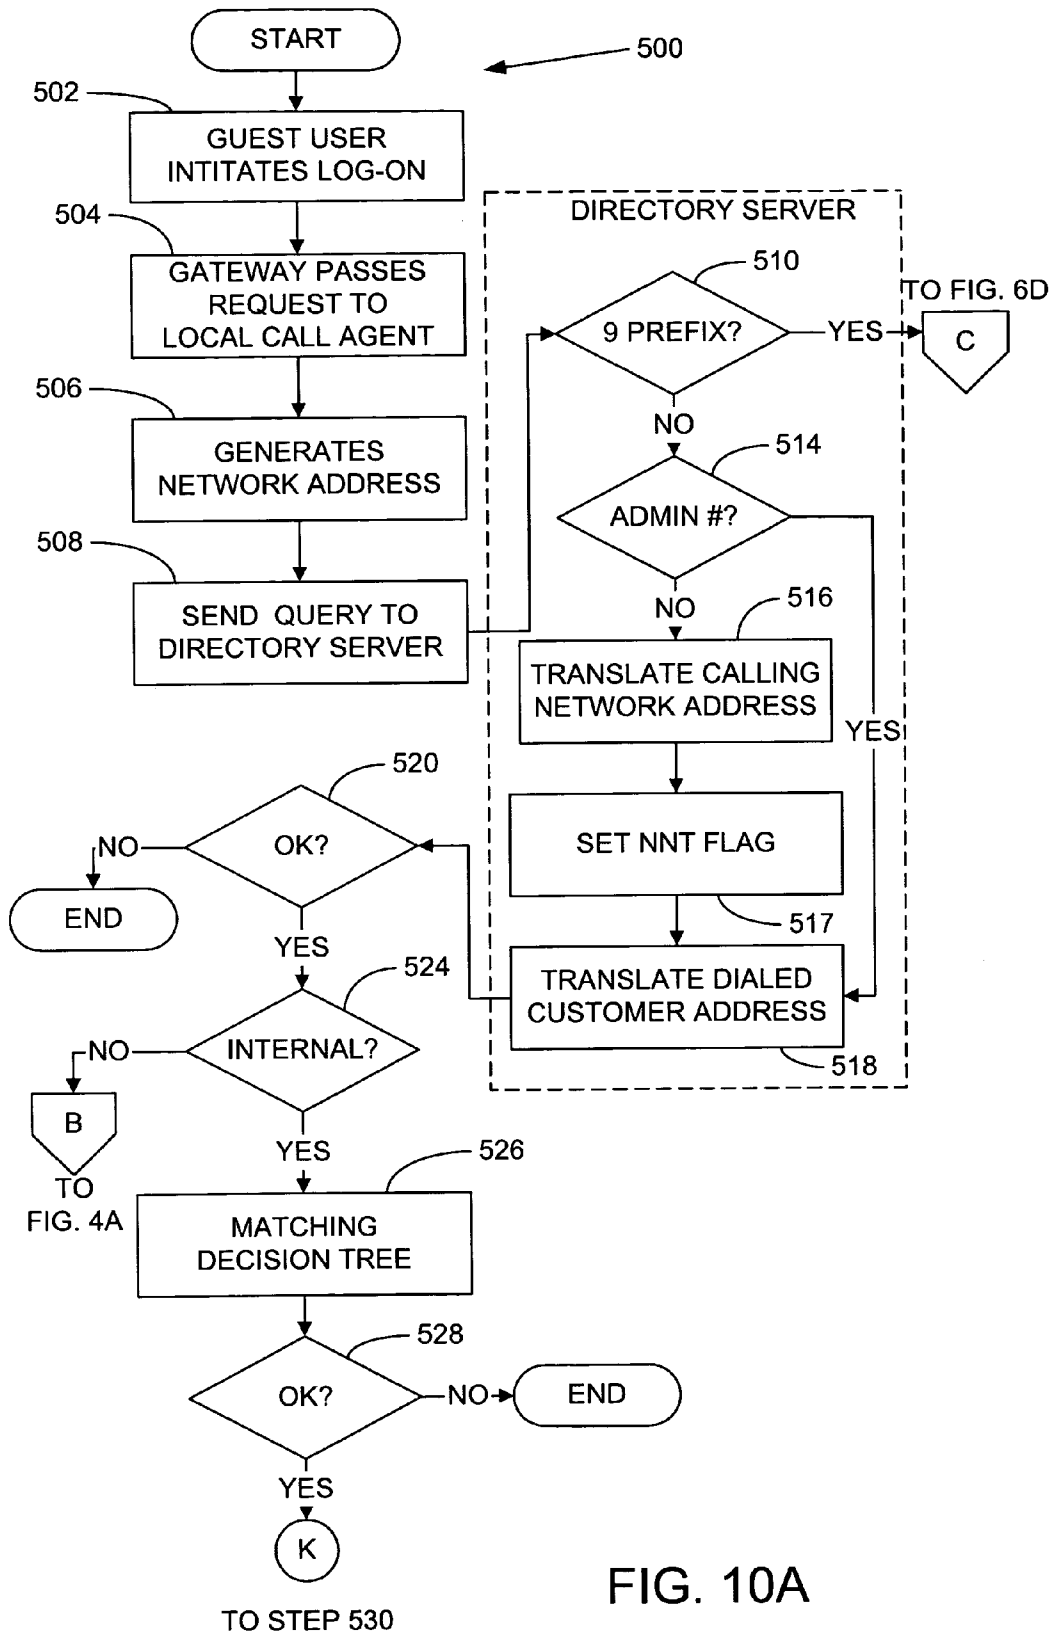 START
500
502
GUEST USER
INTITATES LOG-ON
504
GATEWAY PASSES
REQUEST TO
LOCAL CALL AGENT
506
GENERATES
NETWORK ADDRESS
508
SEND QUERY TO
DIRECTORY SERVER
DIRECTORY SERVER
510
9 PREFIX?
YES
TO FIG. 6D
C
NO
514
ADMIN #?
NO
YES
516
TRANSLATE CALLING
NETWORK ADDRESS
SET NNT FLAG
517
TRANSLATE DIALED
CUSTOMER ADDRESS
518
520
OK?
NO
END
YES
524
INTERNAL?
NO
B
TO
FIG. 4A
YES
526
MATCHING
DECISION TREE
528
OK?
NO
END
YES
K
TO STEP 530
FIG. 10A